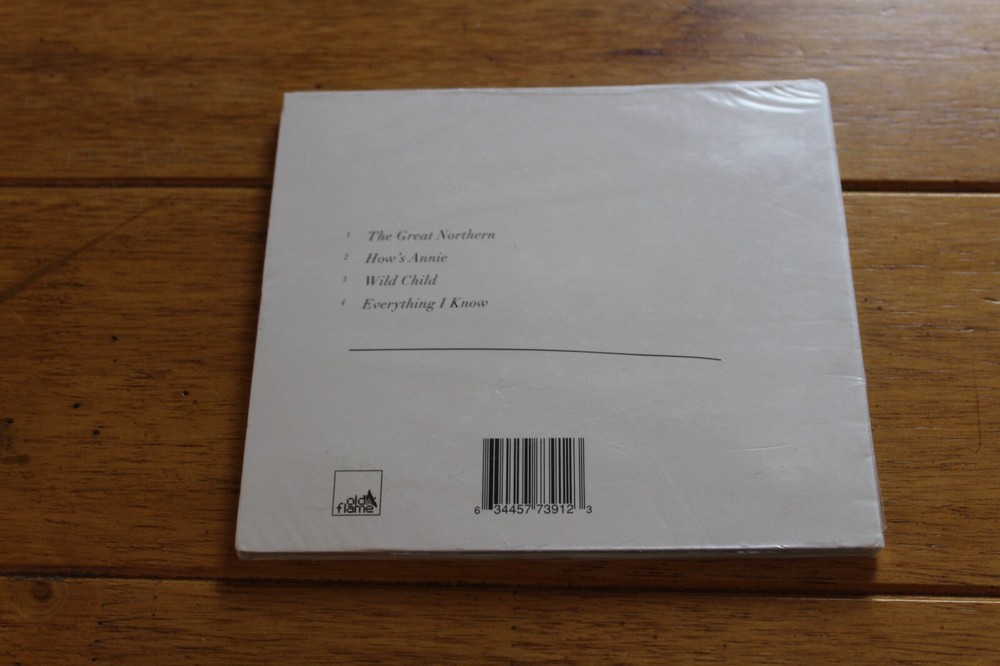 1 The Great Northern
2 How's Annie
3 Wild Child
4 Everything I Know
old
flame
6 34457 73912 3